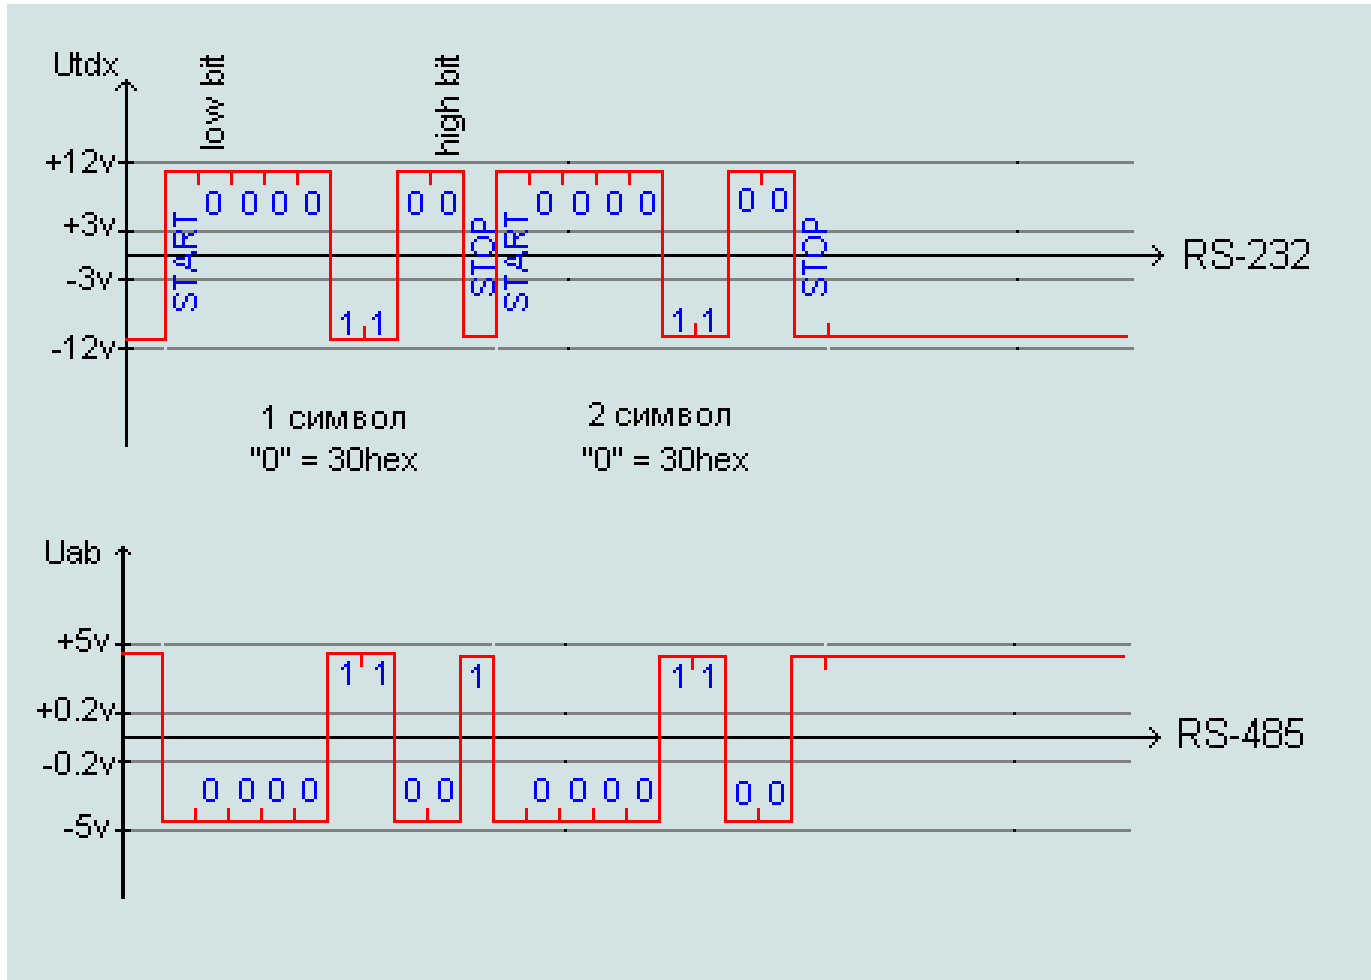 Utdx
low bit
high bit
+12v
0 0 0 0
0 0
0 0 0 0
0 0
+3v
START
STOP
START
STOP
RS-232
-3v
1 1
1 1
-12v
1 символ
2 символ
"0" = 30hex
"0" = 30hex
Uab
+5v
1 1
1
1 1
+0.2v
RS-485
-0.2v
0 0 0 0
0 0
0 0 0 0
0 0
-5v